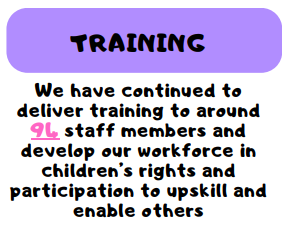 TRAINING
We have continued to
deliver training to around
94 staff members and
develop our workforce in
children's rights and
participation to upskill and
enable others